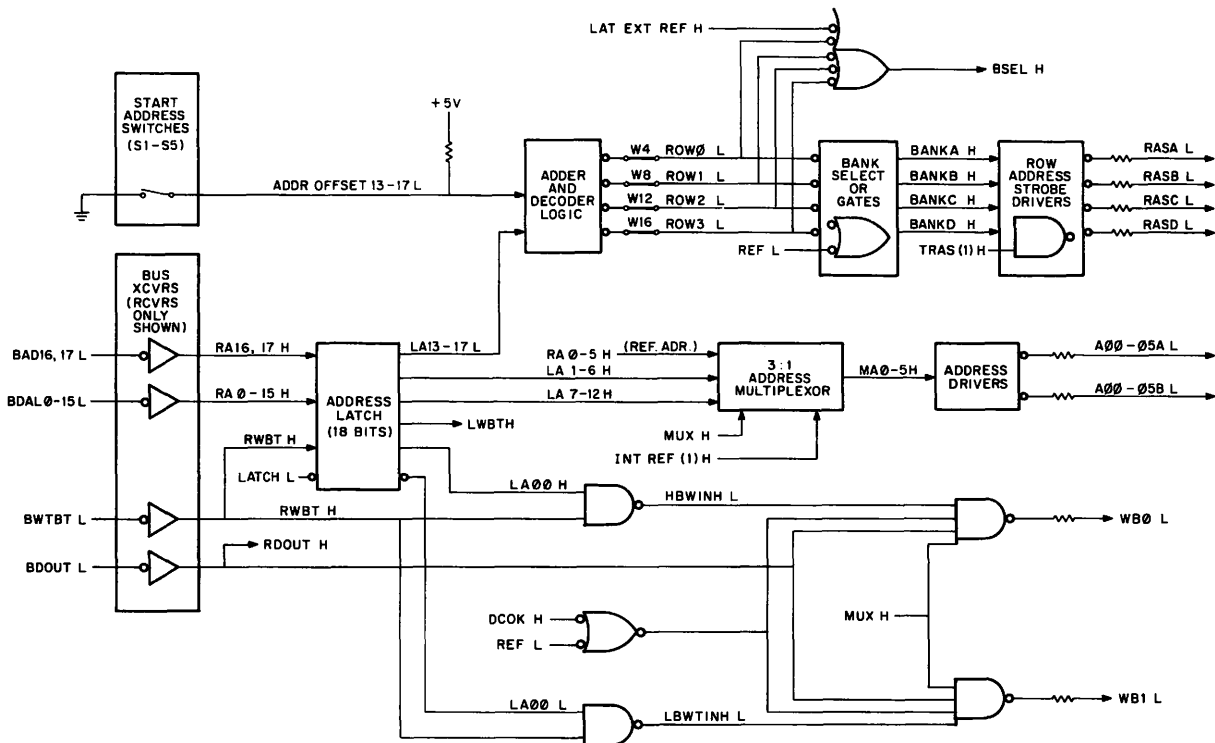 LAT EXT REF H
BSEL H
START
ADDRESS
SWITCHES
(S1-S5)
+5V
ADDR OFFSET 13-17 L
ADDER
AND
DECODER
LOGIC
W4 ROWØ L
W8 ROW1 L
W12 ROW2 L
W16 ROW3 L
REF L
BANK
SELECT
OR
GATES
BANKA H
BANKB H
BANKC H
BANKD H
TRAS (1) H
ROW
ADDRESS
STROBE
DRIVERS
RASA L
RASB L
RASC L
RASD L
BUS
XCVRS
(RCVRS
ONLY
SHOWN)
BAD16, 17 L
RA16, 17 H
BDAL 0-15 L
RA Ø - 15 H
RWBT H
LATCH L
BWTBT L
RWBT H
RDOUT H
BDOUT L
ADDRESS
LATCH
(18 BITS)
LA13-17 L
LA 1-6 H
LA 7-12 H
LWBTH
LAØØ H
RA 0-5 H (REF. ADR.)
3:1
ADDRESS
MULTIPLEXOR
MUX H
INT REF (1) H
MAO-5H
ADDRESS
DRIVERS
AØØ-Ø5A L
AØØ-Ø5B L
HBWINH L
WBØ L
DCOK H
REF L
MUX H
LAØØ L
LBWTINH L
WB1 L